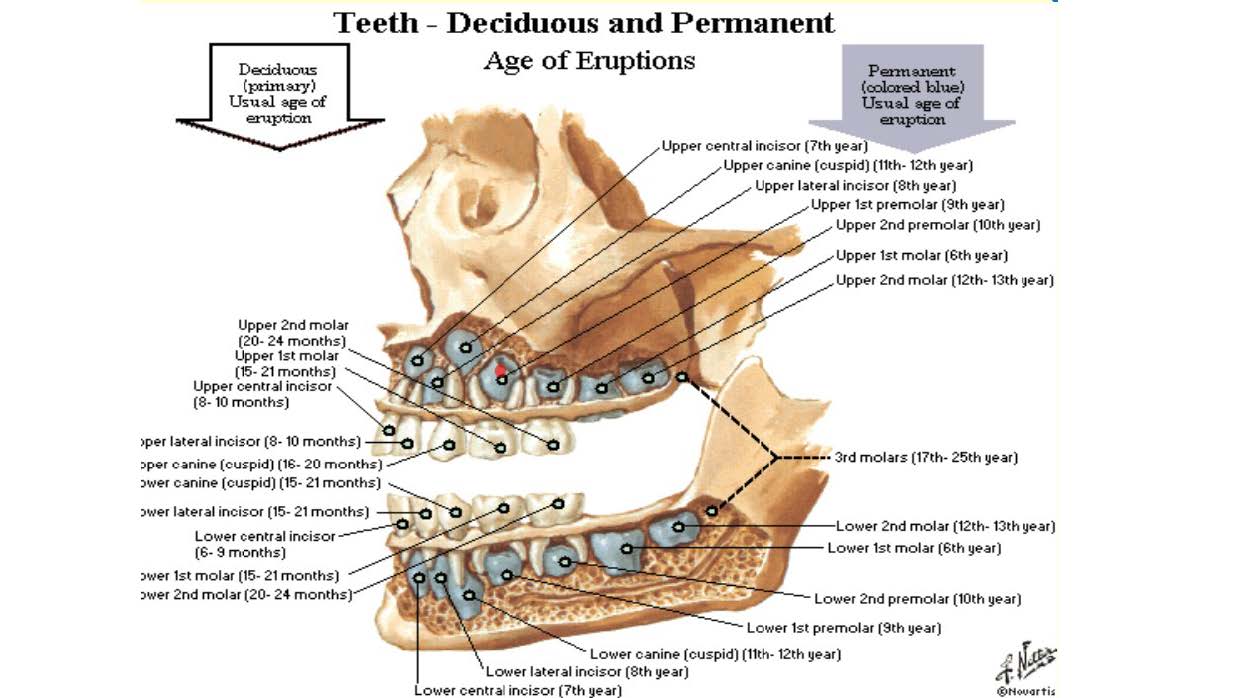 Teeth - Deciduous and Permanent
Age of Eruptions
Deciduous
(primary)
Usual age of
eruption
Permanent
(colored blue)
Usual age of
eruption
Upper central incisor (7th year)
Upper canine (cuspid) (11th- 12th year)
Upper lateral incisor (8th year)
Upper 1st premolar (9th year)
Upper 2nd premolar (10th year)
Upper 1st molar (6th year)
Upper 2nd molar (12th- 13th year)
Upper 2nd molar
(20- 24 months)
Upper 1st molar
(15- 21 months)
Upper central incisor
(8- 10 months)
pper lateral incisor (8- 10 months)
pper canine (cuspid) (16- 20 months)
ower canine (cuspid) (15- 21 months)
ower lateral incisor (15- 21 months)
Lower central incisor
(6- 9 months)
ower 1st molar (15- 21 months)
ower 2nd molar (20- 24 months)
3rd molars (17th- 25th year)
Lower 2nd molar (12th- 13th year)
Lower 1st molar (6th year)
Lower 2nd premolar (10th year)
Lower 1st premolar (9th year)
Lower canine (cuspid) (11th- 12th year)
Lower lateral incisor (8th year)
Lower central incisor (7th year)
©Novartis